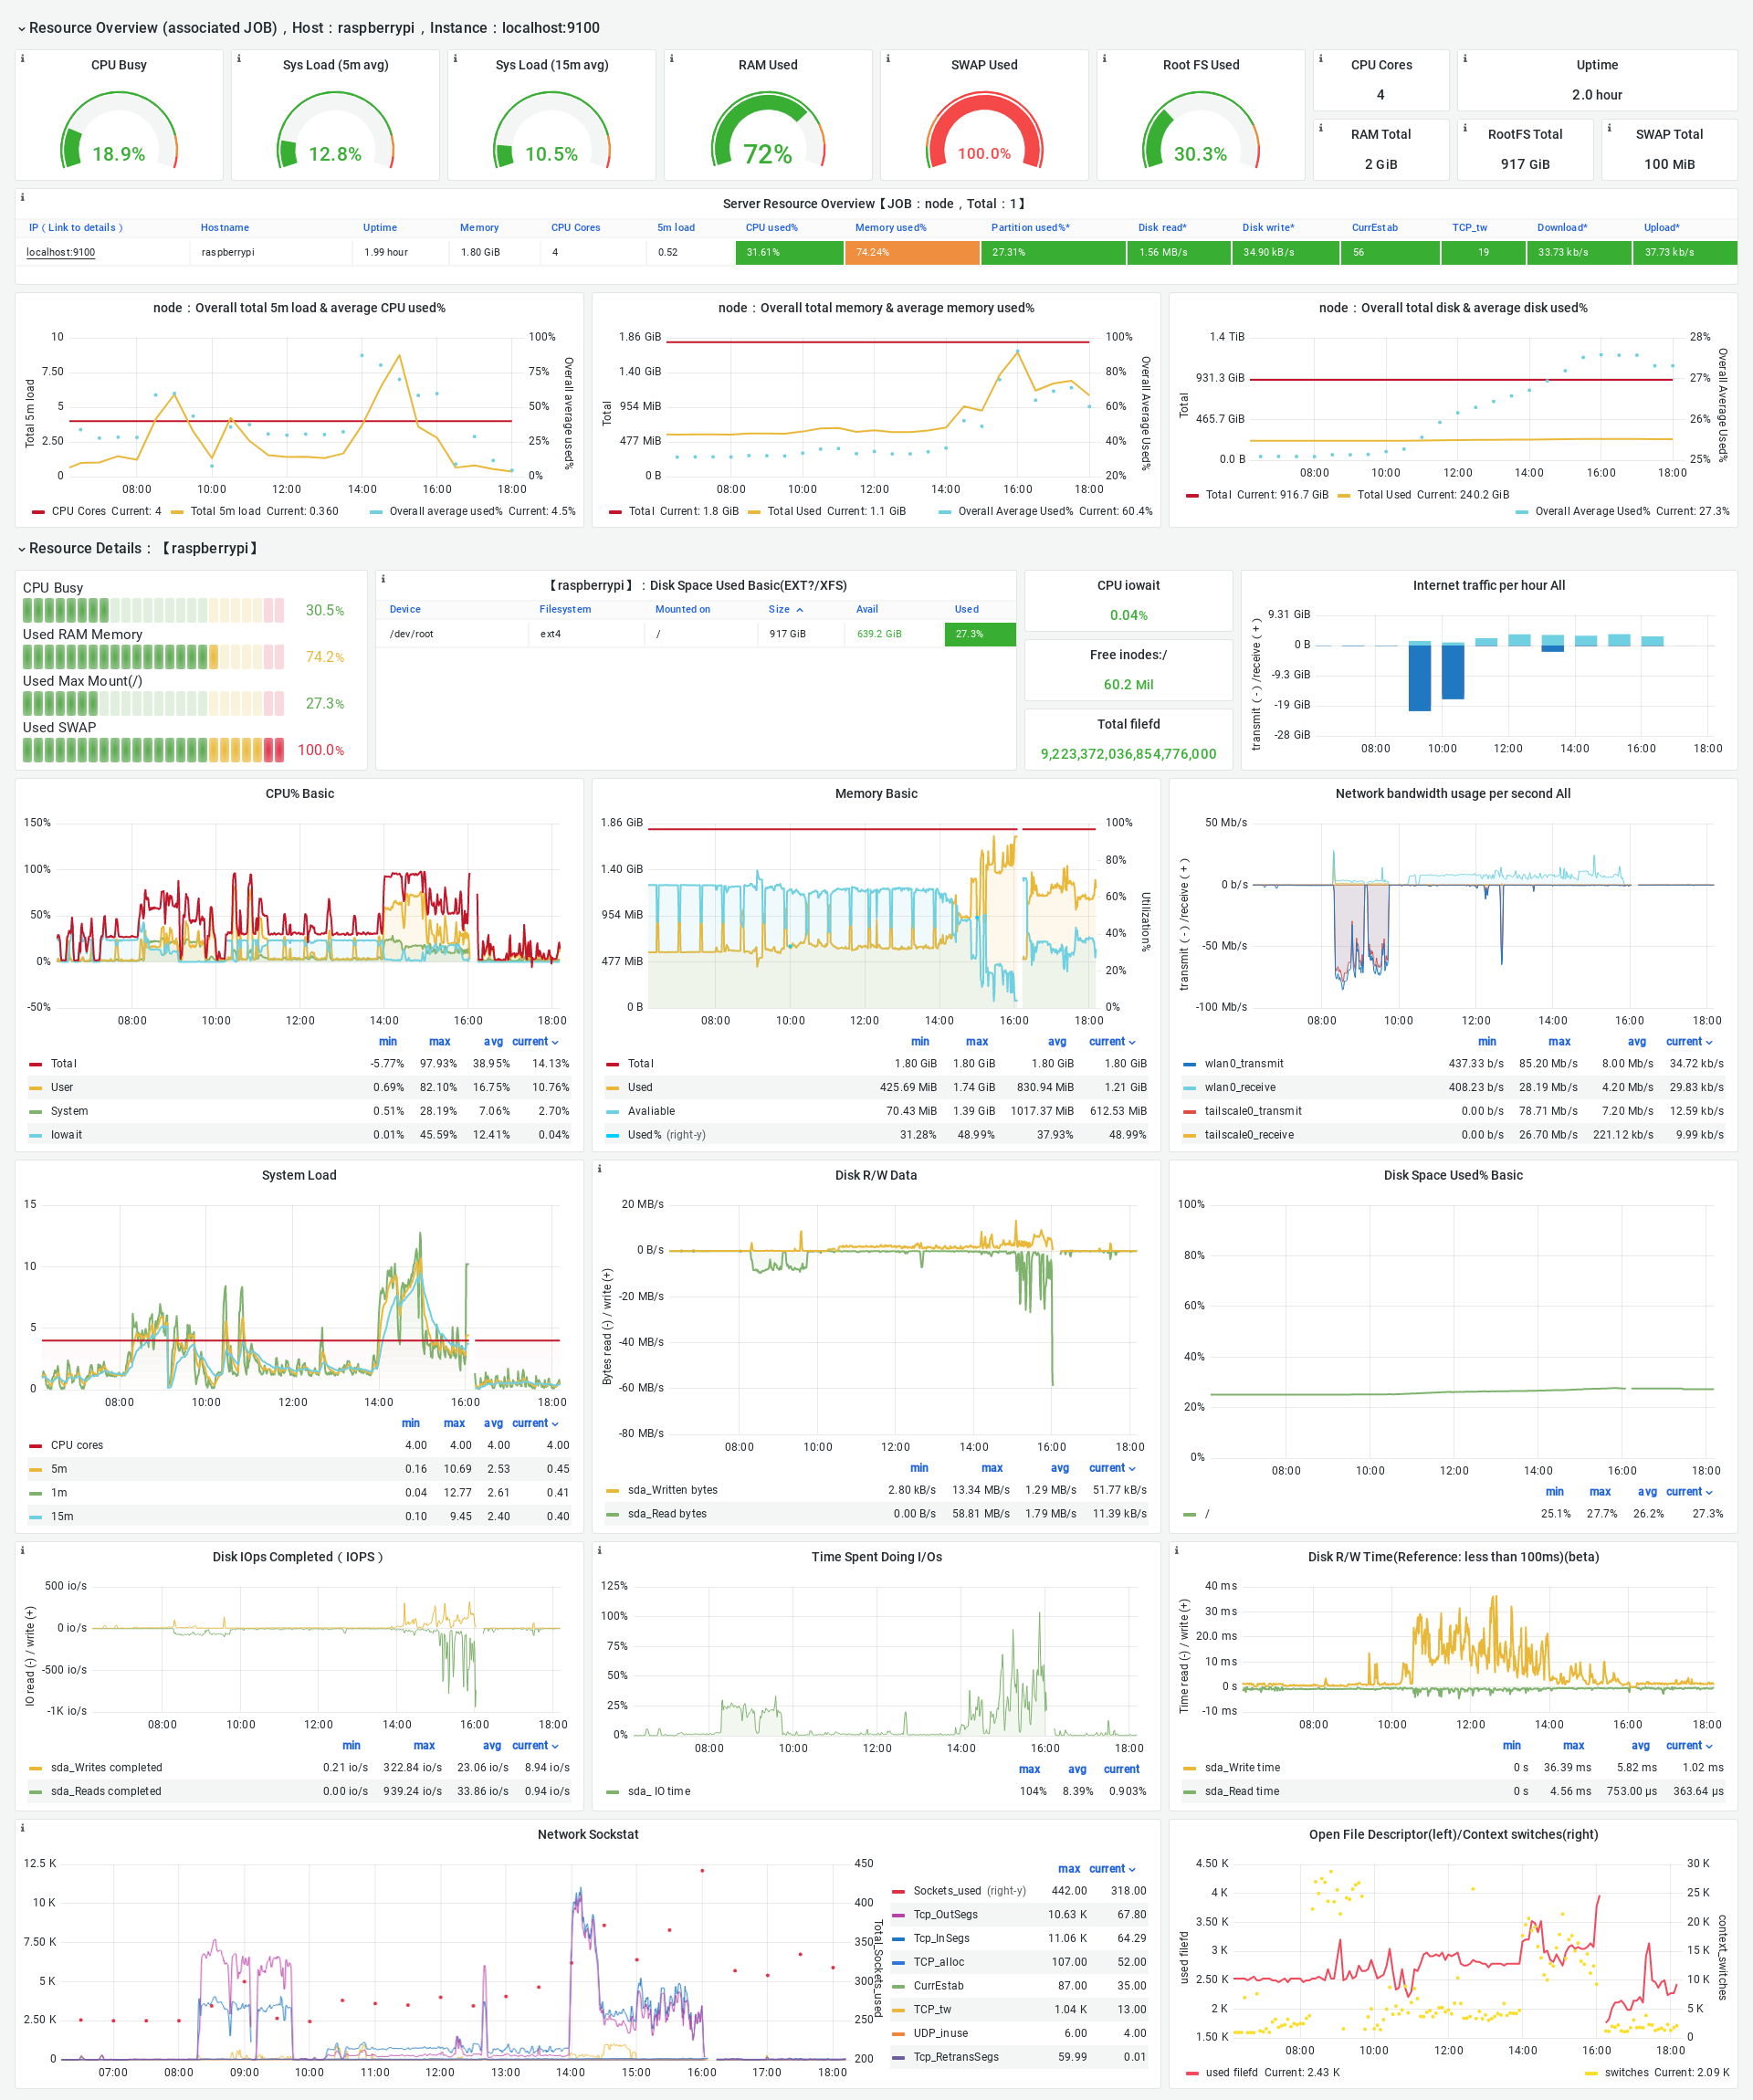 Resource Overview (associated JOB)，Host：raspberrypi，Instance：localhost:9100
CPU Busy
18.9%
Sys Load (5m avg)
12.8%
Sys Load (15m avg)
10.5%
RAM Used
72%
SWAP Used
100.0%
Root FS Used
30.3%
CPU Cores
4
Uptime
2.0 hour
RAM Total
2 GiB
RootFS Total
917 GiB
SWAP Total
100 MiB
Server Resource Overview【JOB：node，Total：1】
IP（Link to details） Hostname Uptime Memory CPU Cores 5m load CPU used% Memory used% Partition used%* Disk read* Disk write* CurrEstab TCP_tw Download* Upload*
localhost:9100 raspberrypi 1.99 hour 1.80 GiB 4 0.52 31.61% 74.24% 27.31% 1.56 MB/s 34.90 kB/s 56 19 33.73 kb/s 37.73 kb/s
node：Overall total 5m load & average CPU used%
Total 5m load
10
7.50
5
2.50
0
100%
75%
50%
25%
0%
Overall average used%
08:00 10:00 12:00 14:00 16:00 18:00
CPU Cores Current: 4 Total 5m load Current: 0.360 Overall average used% Current: 4.5%
node：Overall total memory & average memory used%
Total
1.86 GiB
1.40 GiB
954 MiB
477 MiB
0 B
100%
80%
60%
40%
20%
Overall Average Used%
08:00 10:00 12:00 14:00 16:00 18:00
Total Current: 1.8 GiB Total Used Current: 1.1 GiB Overall Average Used% Current: 60.4%
node：Overall total disk & average disk used%
Total
1.4 TiB
931.3 GiB
465.7 GiB
0.0 B
28%
27%
26%
25%
Overall Average Used%
08:00 10:00 12:00 14:00 16:00 18:00
Total Current: 916.7 GiB Total Used Current: 240.2 GiB
Overall Average Used% Current: 27.3%
Resource Details：【raspberrypi】
CPU Busy
30.5%
Used RAM Memory
74.2%
Used Max Mount(/)
27.3%
Used SWAP
100.0%
【raspberrypi】：Disk Space Used Basic(EXT?/XFS)
Device Filesystem Mounted on Size Avail Used
/dev/root ext4 / 917 GiB 639.2 GiB 27.3%
CPU iowait
0.04%
Free inodes:/
60.2 Mil
Total filefd
9,223,372,036,854,776,000
Internet traffic per hour All
transmit（-）/receive（+）
9.31 GiB
0 B
-9.3 GiB
-19 GiB
-28 GiB
08:00 10:00 12:00 14:00 16:00 18:00
CPU% Basic
150%
100%
50%
0%
-50%
08:00 10:00 12:00 14:00 16:00 18:00
min max avg current
Total -5.77% 97.93% 38.95% 14.13%
User 0.69% 82.10% 16.75% 10.76%
System 0.51% 28.19% 7.06% 2.70%
Iowait 0.01% 45.59% 12.41% 0.04%
Memory Basic
1.86 GiB
1.40 GiB
954 MiB
477 MiB
0 B
100%
80%
60%
40%
20%
0%
Utilization%
08:00 10:00 12:00 14:00 16:00 18:00
min max avg current
Total 1.80 GiB 1.80 GiB 1.80 GiB 1.80 GiB
Used 425.69 MiB 1.74 GiB 830.94 MiB 1.21 GiB
Avaliable 70.43 MiB 1.39 GiB 1017.37 MiB 612.53 MiB
Used% (right-y) 31.28% 48.99% 37.93% 48.99%
Network bandwidth usage per second All
transmit（-）/receive（+）
50 Mb/s
0 b/s
-50 Mb/s
-100 Mb/s
08:00 10:00 12:00 14:00 16:00 18:00
min max avg current
wlan0_transmit 437.33 b/s 85.20 Mb/s 8.00 Mb/s 34.72 kb/s
wlan0_receive 408.23 b/s 28.19 Mb/s 4.20 Mb/s 29.83 kb/s
tailscale0_transmit 0.00 b/s 78.71 Mb/s 7.20 Mb/s 12.59 kb/s
tailscale0_receive 0.00 b/s 26.70 Mb/s 221.12 kb/s 9.99 kb/s
System Load
15
10
5
0
08:00 10:00 12:00 14:00 16:00 18:00
min max avg current
CPU cores 4.00 4.00 4.00 4.00
5m 0.16 10.69 2.53 0.45
1m 0.04 12.77 2.61 0.41
15m 0.10 9.45 2.40 0.40
Disk R/W Data
Bytes read (-) / write (+)
20 MB/s
0 B/s
-20 MB/s
-40 MB/s
-60 MB/s
-80 MB/s
08:00 10:00 12:00 14:00 16:00 18:00
min max avg current
sda_Written bytes 2.80 kB/s 13.34 MB/s 1.29 MB/s 51.77 kB/s
sda_Read bytes 0.00 B/s 58.81 MB/s 1.79 MB/s 11.39 kB/s
Disk Space Used% Basic
100%
80%
60%
40%
20%
0%
08:00 10:00 12:00 14:00 16:00 18:00
min max avg current
/ 25.1% 27.7% 26.2% 27.3%
Disk IOps Completed（IOPS）
IO read (-) / write (+)
500 io/s
0 io/s
-500 io/s
-1K io/s
08:00 10:00 12:00 14:00 16:00 18:00
min max avg current
sda_Writes completed 0.21 io/s 322.84 io/s 23.06 io/s 8.94 io/s
sda_Reads completed 0.00 io/s 939.24 io/s 33.86 io/s 0.94 io/s
Time Spent Doing I/Os
125%
100%
75%
50%
25%
0%
08:00 10:00 12:00 14:00 16:00 18:00
max avg current
sda_ IO time 104% 8.39% 0.903%
Disk R/W Time(Reference: less than 100ms)(beta)
Time read (-) / write (+)
40 ms
30 ms
20.0 ms
10 ms
0 s
-10 ms
08:00 10:00 12:00 14:00 16:00 18:00
min max avg current
sda_Write time 0 s 36.39 ms 5.82 ms 1.02 ms
sda_Read time 0 s 4.56 ms 753.00 µs 363.64 µs
Network Sockstat
12.5 K
10 K
7.50 K
5 K
2.50 K
0
450
400
350
300
250
200
Total_Sockets_used
07:00 08:00 09:00 10:00 11:00 12:00 13:00 14:00 15:00 16:00 17:00 18:00
max current
Sockets_used (right-y) 442.00 318.00
Tcp_OutSegs 10.63 K 67.80
Tcp_InSegs 11.06 K 64.29
TCP_alloc 107.00 52.00
CurrEstab 87.00 35.00
TCP_tw 1.04 K 13.00
UDP_inuse 6.00 4.00
Tcp_RetransSegs 59.99 0.01
Open File Descriptor(left)/Context switches(right)
used filefd
4.50 K
4 K
3.50 K
3 K
2.50 K
2 K
1.50 K
30 K
25 K
20 K
15 K
10 K
5 K
0
context_switches
08:00 10:00 12:00 14:00 16:00 18:00
used filefd Current: 2.43 K switches Current: 2.09 K